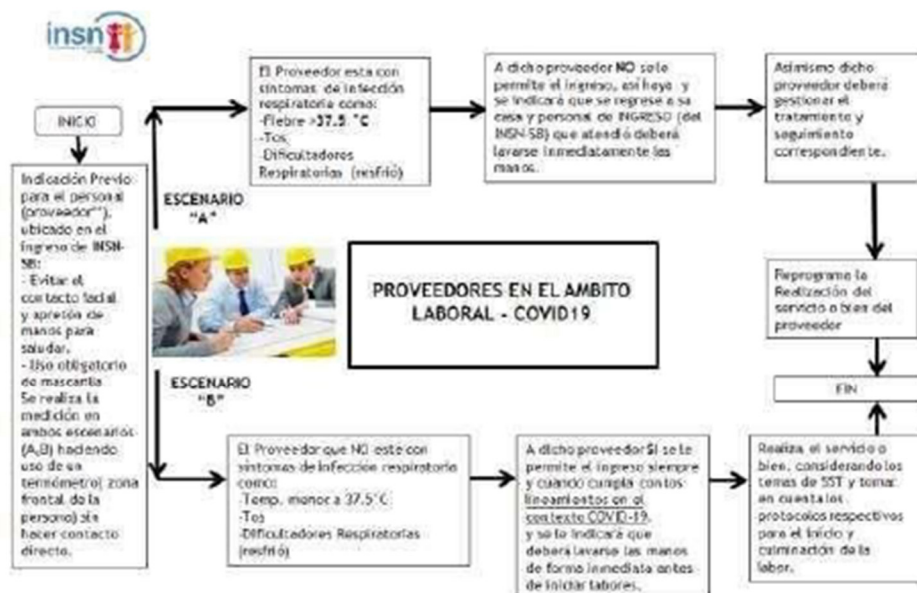 insn
INICIO
Indicación Previo
para el personal
(proveedor**),
ubicado en el
ingreso de INSN-
SB:
- Evitar el
contacto facial
y apretón de
manos para
saludar.
- Uso obligatorio
de mascarilla
Se realiza la
medición en
ambos escenarios
(A,B) haciendo
uso de un
termómetro( zona
frontal de la
persona) sin
hacer contacto
directo.
ESCENARIO
"A"
El Proveedor esta con
síntomas de infección
respiratoria como:
-Fiebre >37.5 °C
-Tos,
-Dificultadores
Respiratorias (resfrió)
A dicho proveedor NO se le
permite el ingreso, así haya y
se indicará que se regrese a su
casa y personal de INGRESO (del
INSN-SB) que atendió deberá
lavarse inmediatamente las
manos.
Asimismo dicho
proveedor deberá
gestionar el
tratamiento y
seguimiento
correspondiente.
Reprograma la
Realización del
servicio o bien del
proveedor
FIN
PROVEEDORES EN EL AMBITO
LABORAL - COVID19
ESCENARIO
"B"
El Proveedor que NO este con
síntomas de infección respiratoria
como:
-Temp. menor a 37.5°C
-Tos
-Dificultadores Respiratorias
(resfrió)
A dicho proveedor SI se le
permite el ingreso siempre
y cuando cumpla con los
lineamientos en el
contexto COVID-19.
y se le indicará que
deberá lavarse las manos
de forma inmediata antes
de iniciar labores.
Realiza el servicio o
bien, considerando los
temas de SST y tomar
en cuenta los
protocolos respectivos
para el inicio y
culminación de la
labor.